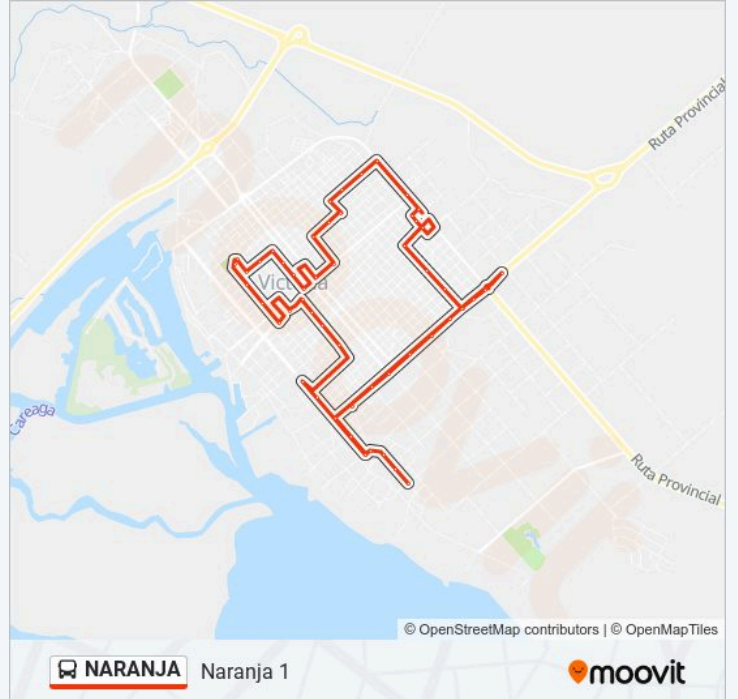 Ruta Provincial
Victoria
Careaga
Ruta Provincial
© OpenStreetMap contributors | © OpenMapTiles
NARANJA Naranja 1
moovit